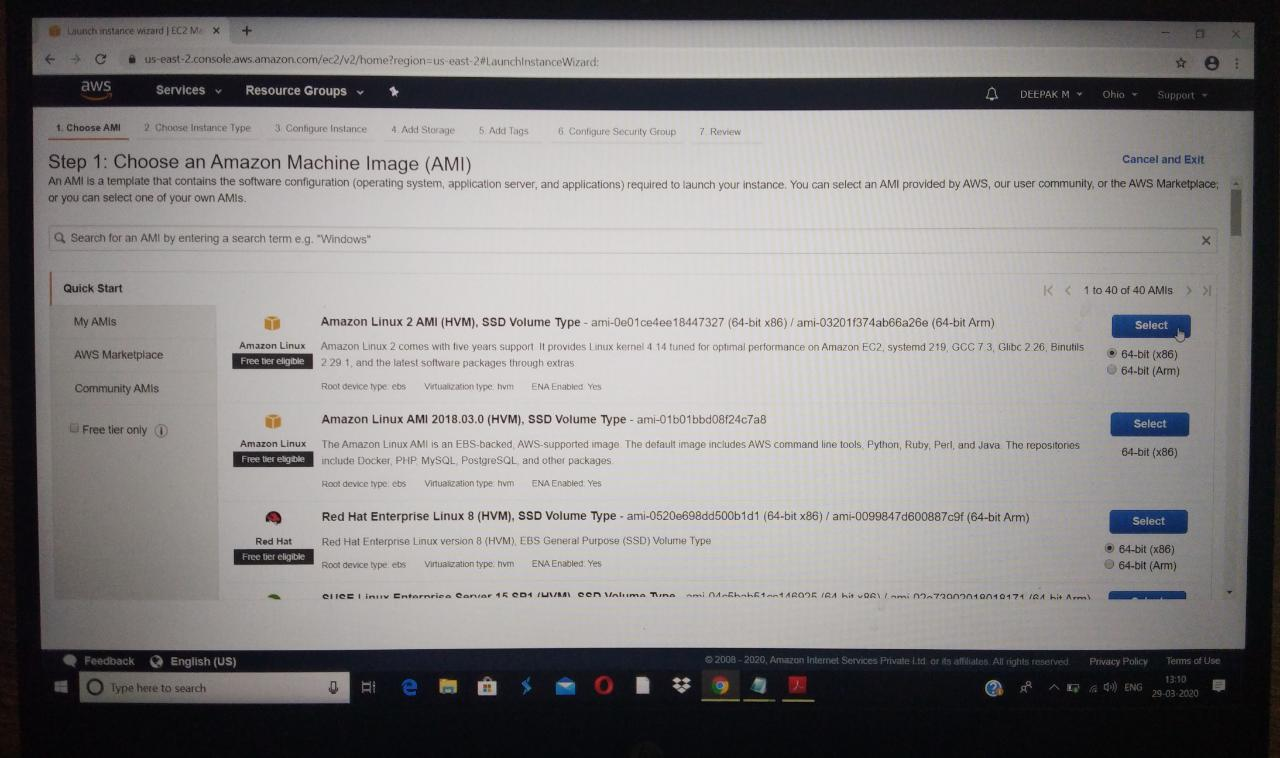 Launch instance wizard | EC2 Ma
us-east-2.console.aws.amazon.com/ec2/v2/home?region=us-east-2#LaunchInstanceWizard:
aws Services Resource Groups DEEPAK M Ohio Support
1. Choose AMI 2. Choose Instance Type 3. Configure Instance 4. Add Storage 5. Add Tags 6. Configure Security Group 7. Review
Step 1: Choose an Amazon Machine Image (AMI) Cancel and Exit
An AMI is a template that contains the software configuration (operating system, application server, and applications) required to launch your instance. You can select an AMI provided by AWS, our user community, or the AWS Marketplace;
or you can select one of your own AMIs.
Search for an AMI by entering a search term e.g. "Windows"
Quick Start
1 to 40 of 40 AMIs
My AMIs
AWS Marketplace
Community AMIs
Free tier only
Amazon Linux
Free tier eligible
Amazon Linux 2 AMI (HVM), SSD Volume Type - ami-0e01ce4ee18447327 (64-bit x86) / ami-03201f374ab66a26e (64-bit Arm)
Amazon Linux 2 comes with five years support. It provides Linux kernel 4.14 tuned for optimal performance on Amazon EC2, systemd 219, GCC 7.3, Glibc 2.26, Binutils
2.29.1, and the latest software packages through extras.
Root device type: ebs Virtualization type: hvm ENA Enabled: Yes
Select
64-bit (x86)
64-bit (Arm)
Amazon Linux
Free tier eligible
Amazon Linux AMI 2018.03.0 (HVM), SSD Volume Type - ami-01b01bbd08f24c7a8
The Amazon Linux AMI is an EBS-backed, AWS-supported image. The default image includes AWS command line tools, Python, Ruby, Perl, and Java. The repositories
include Docker, PHP, MySQL, PostgreSQL, and other packages.
Root device type: ebs Virtualization type: hvm ENA Enabled: Yes
Select
64-bit (x86)
Red Hat
Free tier eligible
Red Hat Enterprise Linux 8 (HVM), SSD Volume Type - ami-0520e698dd500b1d1 (64-bit x86) / ami-0099847d600887c9f (64-bit Arm)
Red Hat Enterprise Linux version 8 (HVM), EBS General Purpose (SSD) Volume Type
Root device type: ebs Virtualization type: hvm ENA Enabled: Yes
Select
64-bit (x86)
64-bit (Arm)
SUSE Linux Enterprise Server 15 SP1 (HVM), SSD Volume Type
Feedback English (US) © 2008 - 2020, Amazon Internet Services Private Ltd. or its affiliates. All rights reserved. Privacy Policy Terms of Use
Type here to search
ENG
13:10
29-03-2020